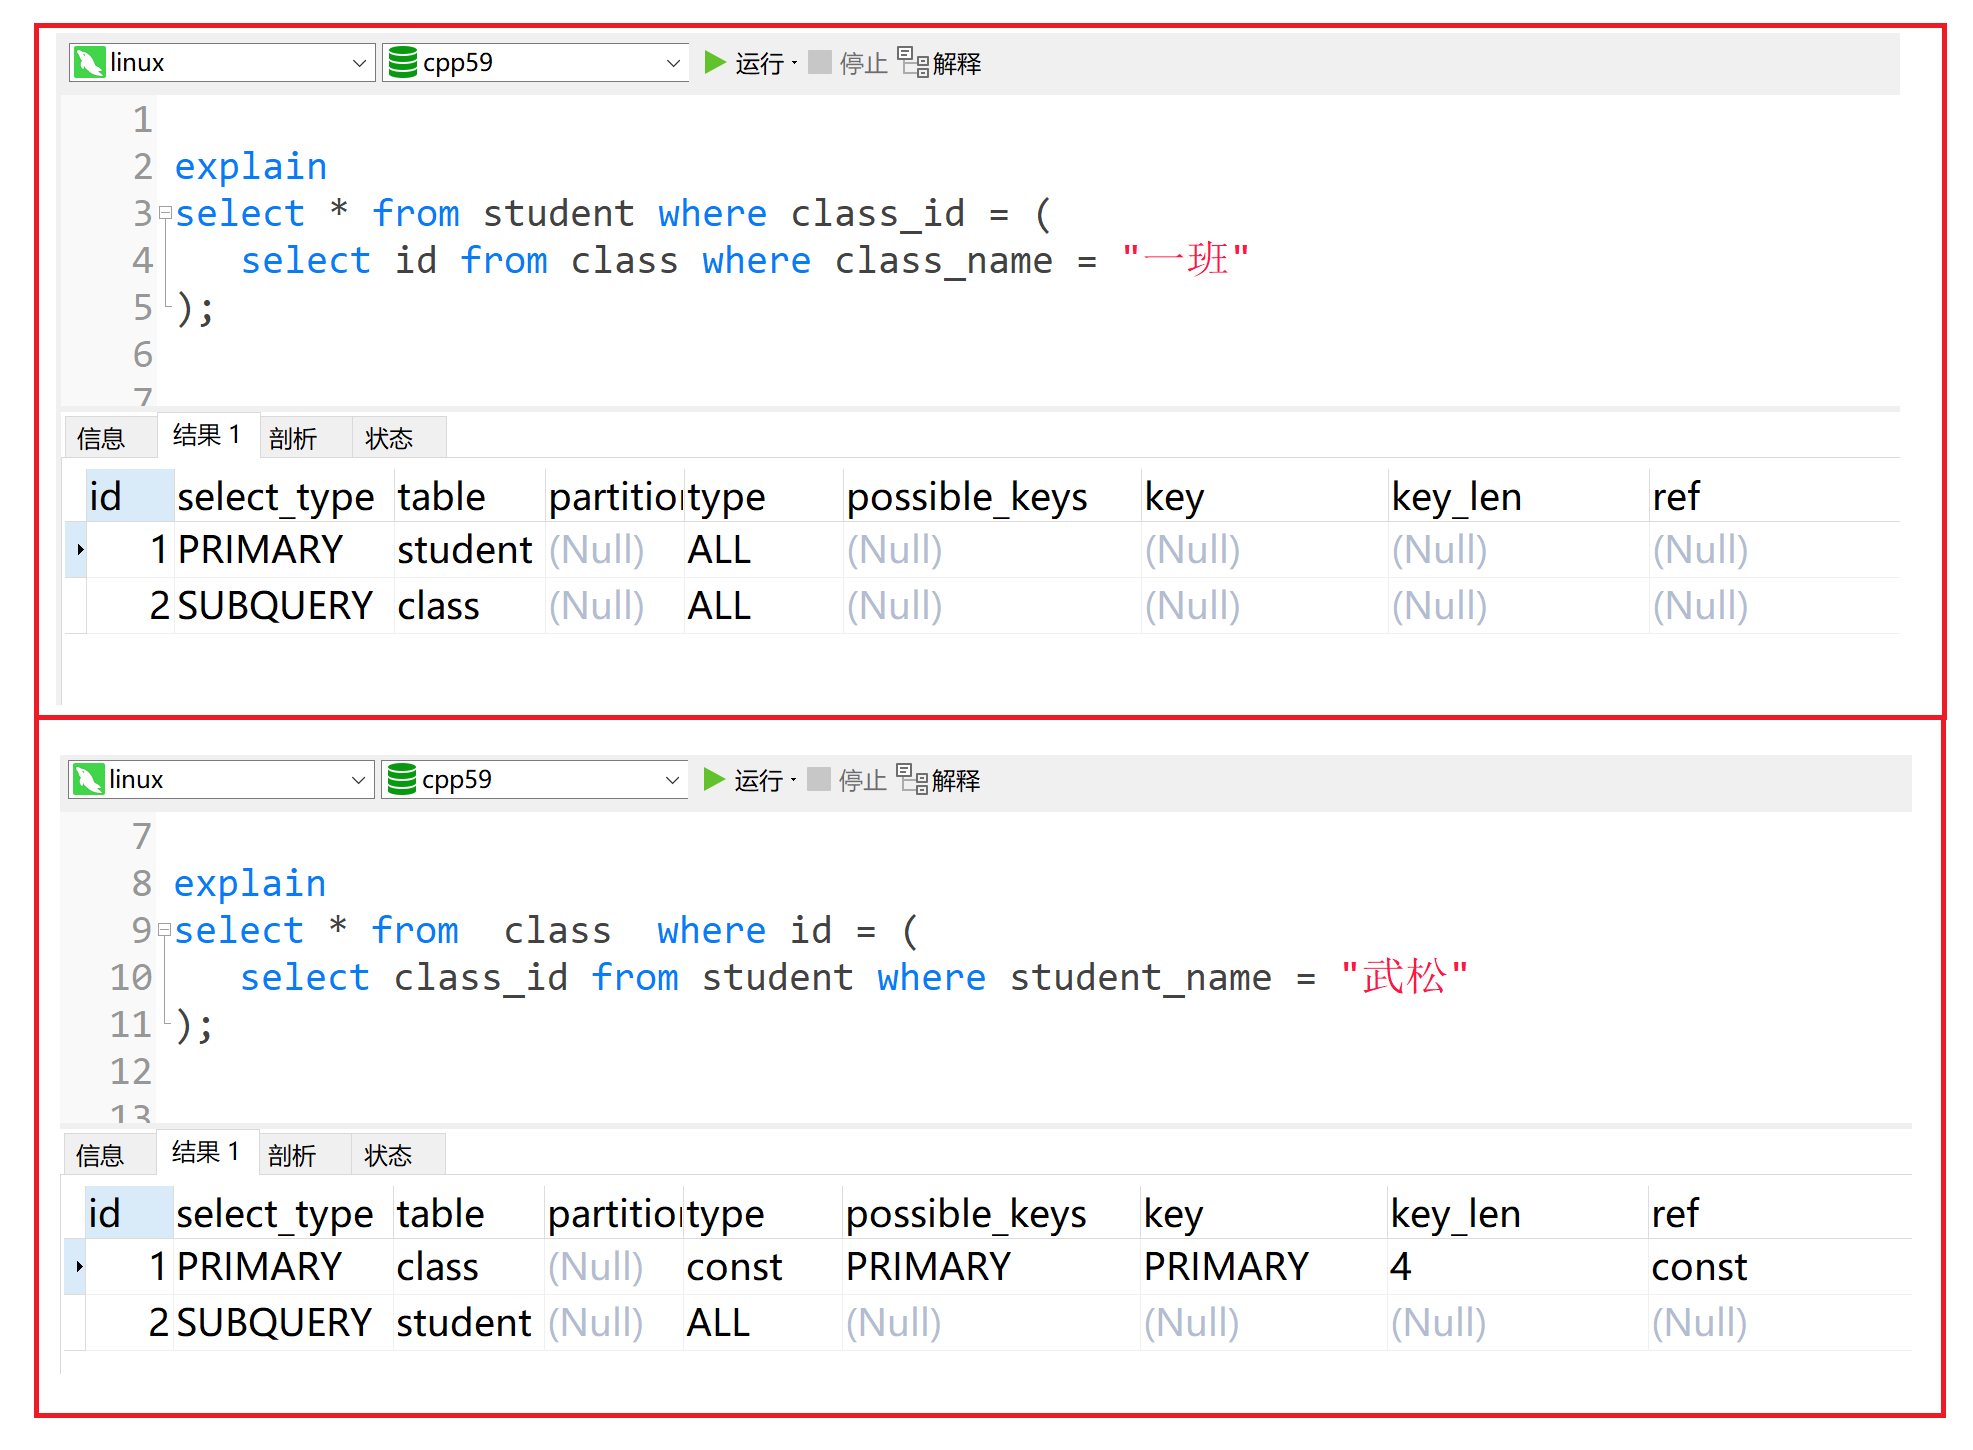 linux cpp59 运行 停止 解释
1
2 explain
3 select * from student where class_id = (
4 select id from class where class_name = "一班"
5 );
6
7
信息 结果 1 剖析 状态
id select_type table partition type possible_keys key key_len ref
1 PRIMARY student (Null) ALL (Null) (Null) (Null) (Null)
2 SUBQUERY class (Null) ALL (Null) (Null) (Null) (Null)
linux cpp59 运行 停止 解释
7
8 explain
9 select * from class where id = (
10 select class_id from student where student_name = "武松"
11 );
12
13
信息 结果 1 剖析 状态
id select_type table partition type possible_keys key key_len ref
1 PRIMARY class (Null) const PRIMARY PRIMARY 4 const
2 SUBQUERY student (Null) ALL (Null) (Null) (Null) (Null)